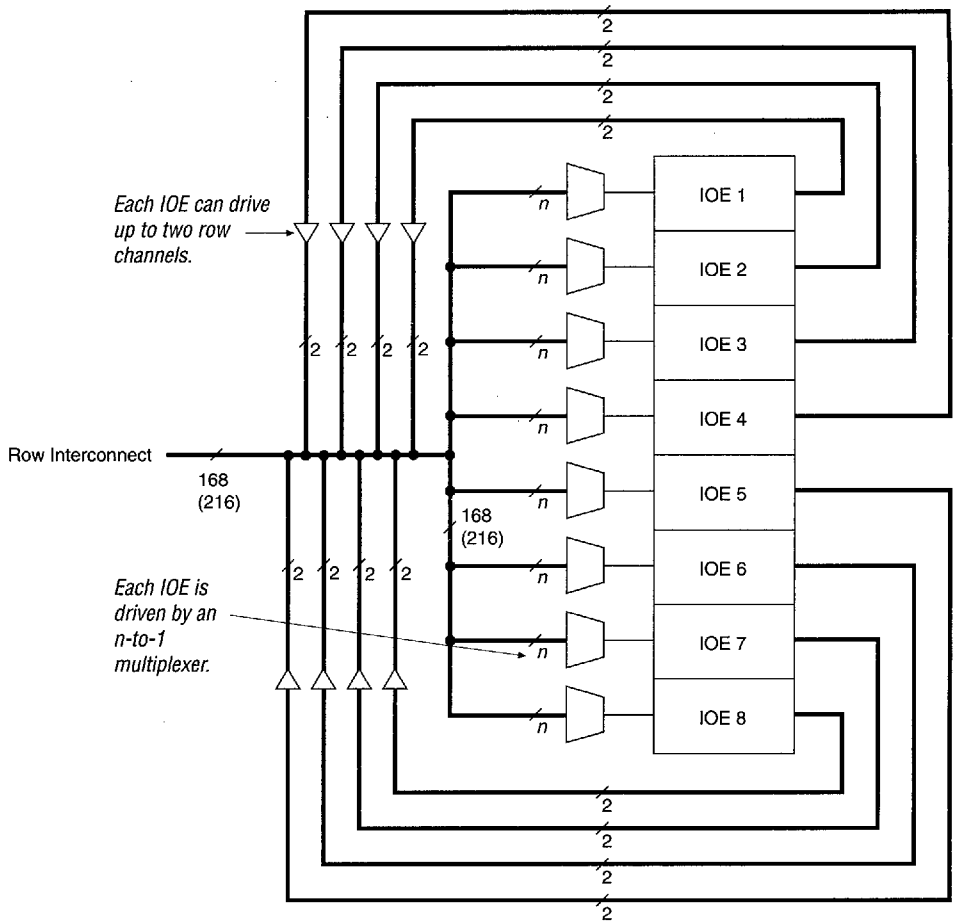 2
2
2
2
Each IOE can drive
up to two row
channels.
n
IOE 1
n
IOE 2
2
2
2
2
n
IOE 3
n
IOE 4
Row Interconnect
168
(216)
168
(216)
n
IOE 5
2
2
2
2
n
IOE 6
Each IOE is
driven by an
n-to-1
multiplexer.
n
IOE 7
n
IOE 8
2
2
2
2